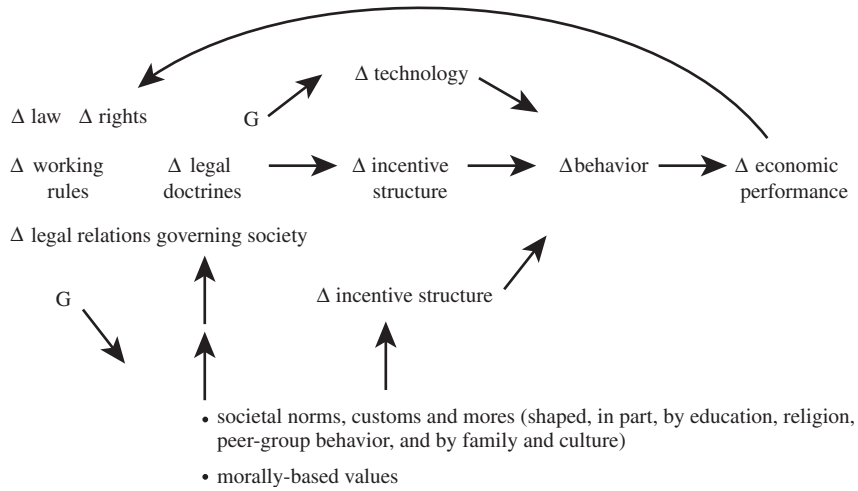 Δ technology
Δ law Δ rights
G
Δ working rules
Δ legal doctrines
Δ incentive structure
Δbehavior
Δ economic performance
Δ legal relations governing society
G
Δ incentive structure
• societal norms, customs and mores (shaped, in part, by education, religion,
peer-group behavior, and by family and culture)
• morally-based values